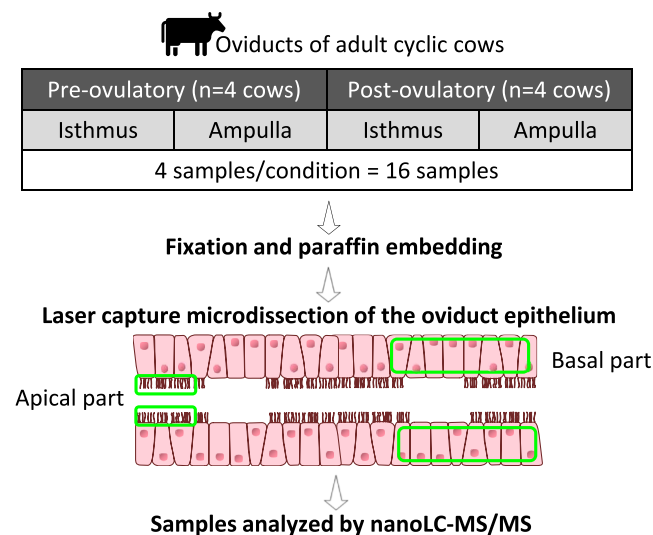 Oviducts of adult cyclic cows
Pre-ovulatory (n=4 cows) Post-ovulatory (n=4 cows)
Isthmus Ampulla Isthmus Ampulla
4 samples/condition = 16 samples
Fixation and paraffin embedding
Laser capture microdissection of the oviduct epithelium
Basal part
Apical part
Samples analyzed by nanoLC-MS/MS